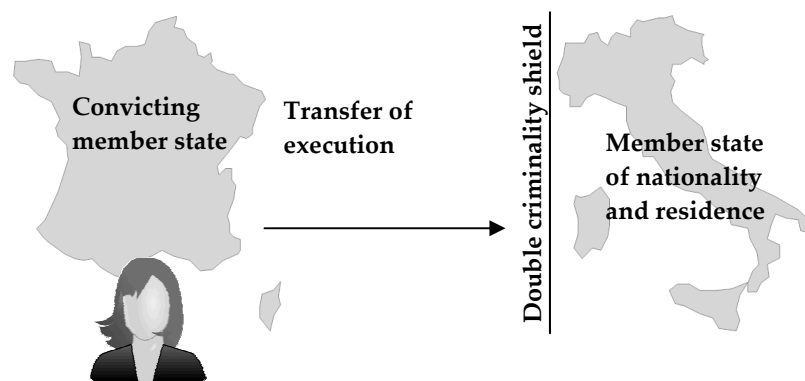 Convicting
member state
Transfer of
execution
Double criminality shield
Member state
of nationality
and residence